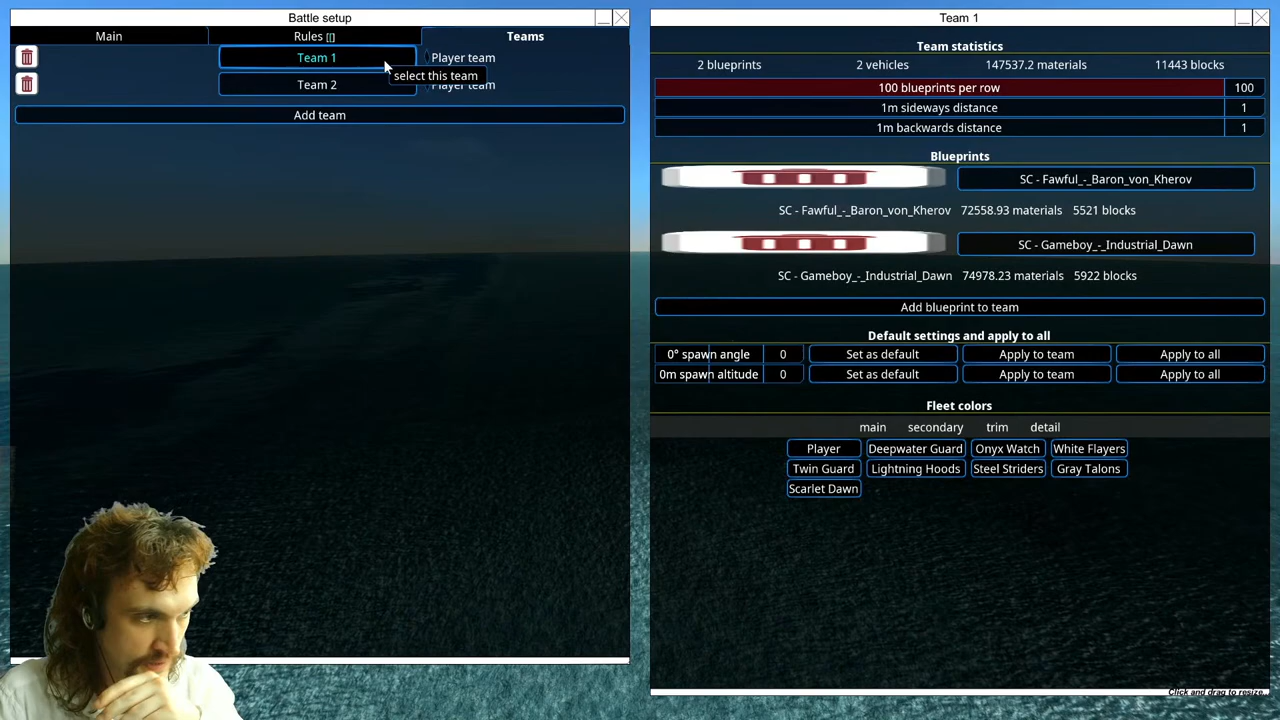 Battle setup
Main
Rules [[]
Teams
Team 1
Player team
select this team
Team 2
Player team
Add team
Team 1
Team statistics
2 blueprints 2 vehicles 147537.2 materials 11443 blocks
100 blueprints per row 100
1m sideways distance 1
1m backwards distance 1
Blueprints
SC - Fawful_-_Baron_von_Kherov
SC - Fawful_-_Baron_von_Kherov 72558.93 materials 5521 blocks
SC - Gameboy_-_Industrial_Dawn
SC - Gameboy_-_Industrial_Dawn 74978.23 materials 5922 blocks
Add blueprint to team
Default settings and apply to all
0° spawn angle 0 Set as default Apply to team Apply to all
0m spawn altitude 0 Set as default Apply to team Apply to all
Fleet colors
main secondary trim detail
Player Deepwater Guard Onyx Watch White Flayers
Twin Guard Lightning Hoods Steel Striders Gray Talons
Scarlet Dawn
Click and drag to resize...